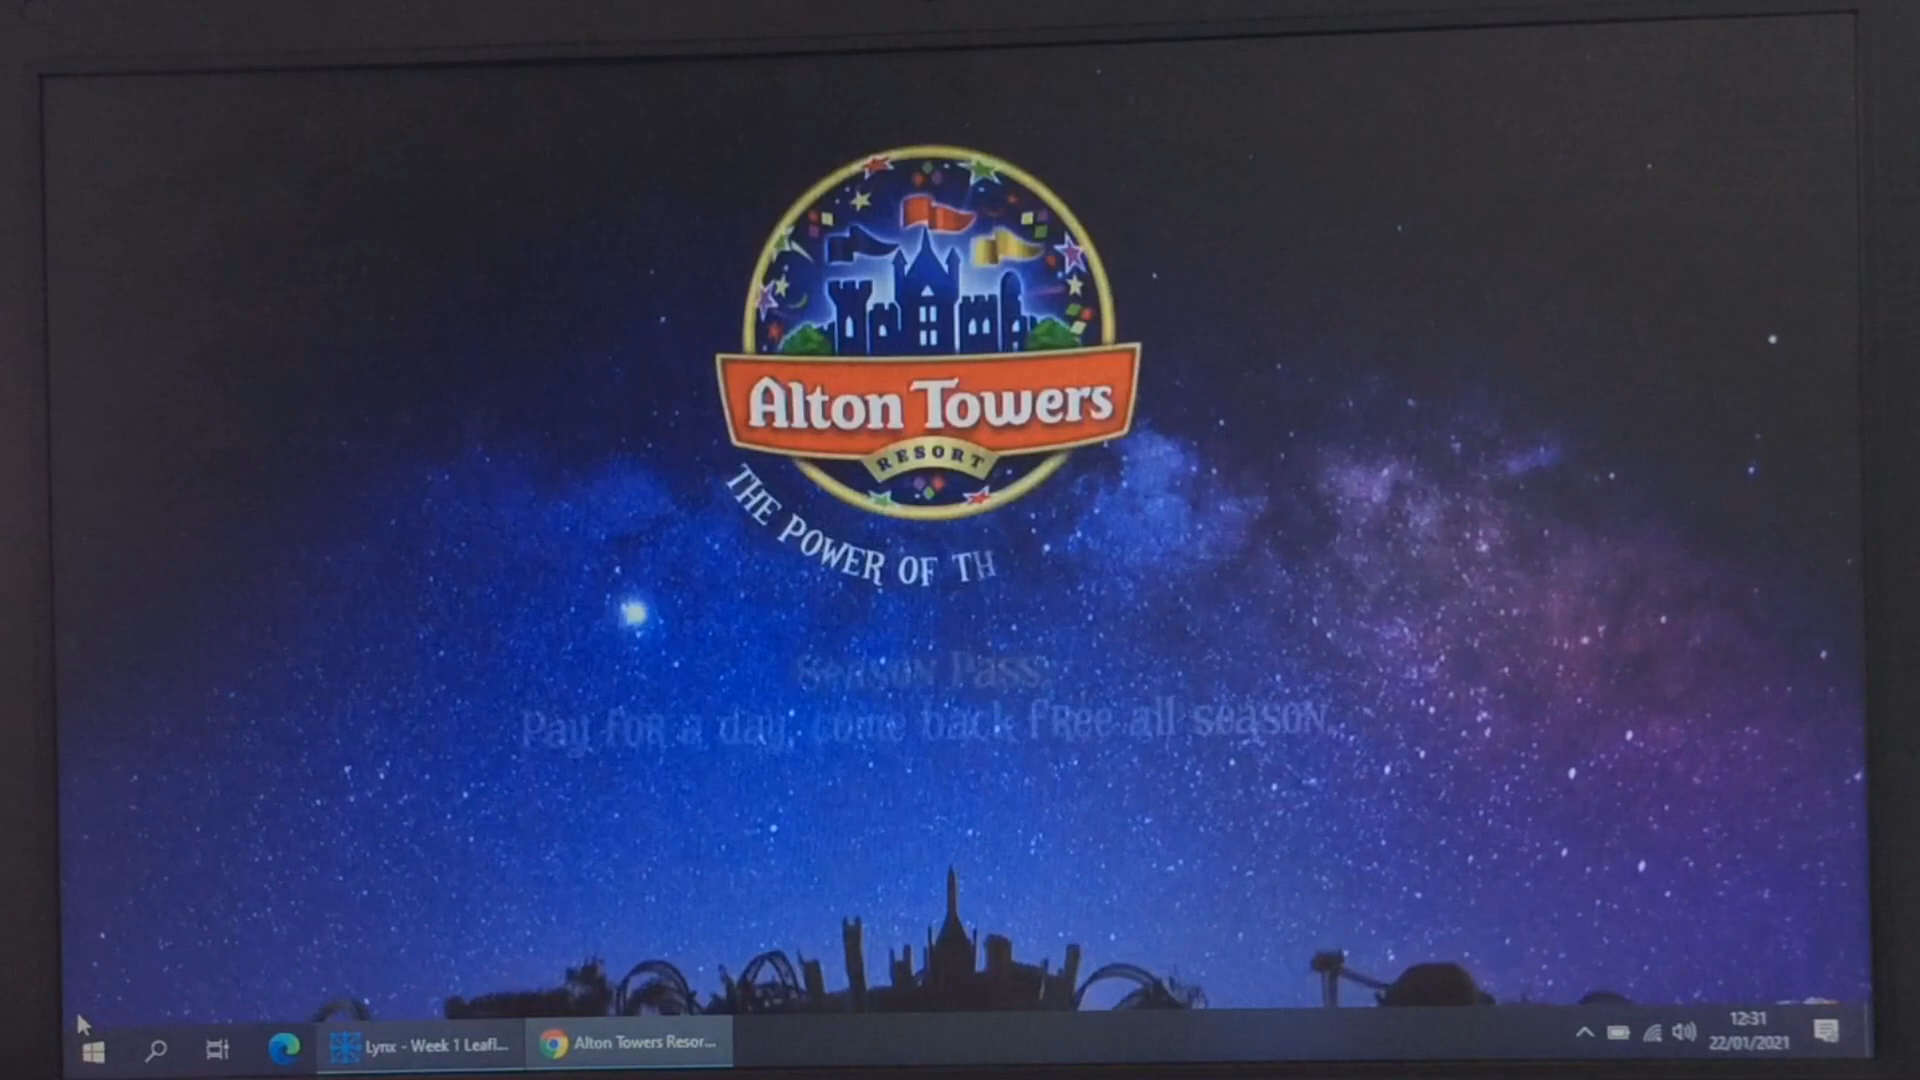 Alton Towers
RESORT
THE POWER OF TH
Season Pass:
Pay for a day, come back free all season.
Lynx - Week 1 Leafl...
Alton Towers Resor...
12:31
22/01/2021